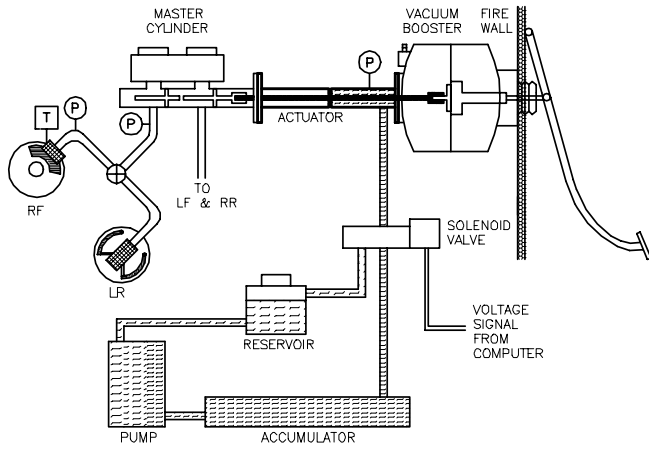 MASTER
CYLINDER
VACUUM
BOOSTER
FIRE
WALL
P
P
T
P
ACTUATOR
TO
LF & RR
RF
LR
SOLENOID
VALVE
VOLTAGE
SIGNAL
FROM
COMPUTER
RESERVOIR
PUMP
ACCUMULATOR